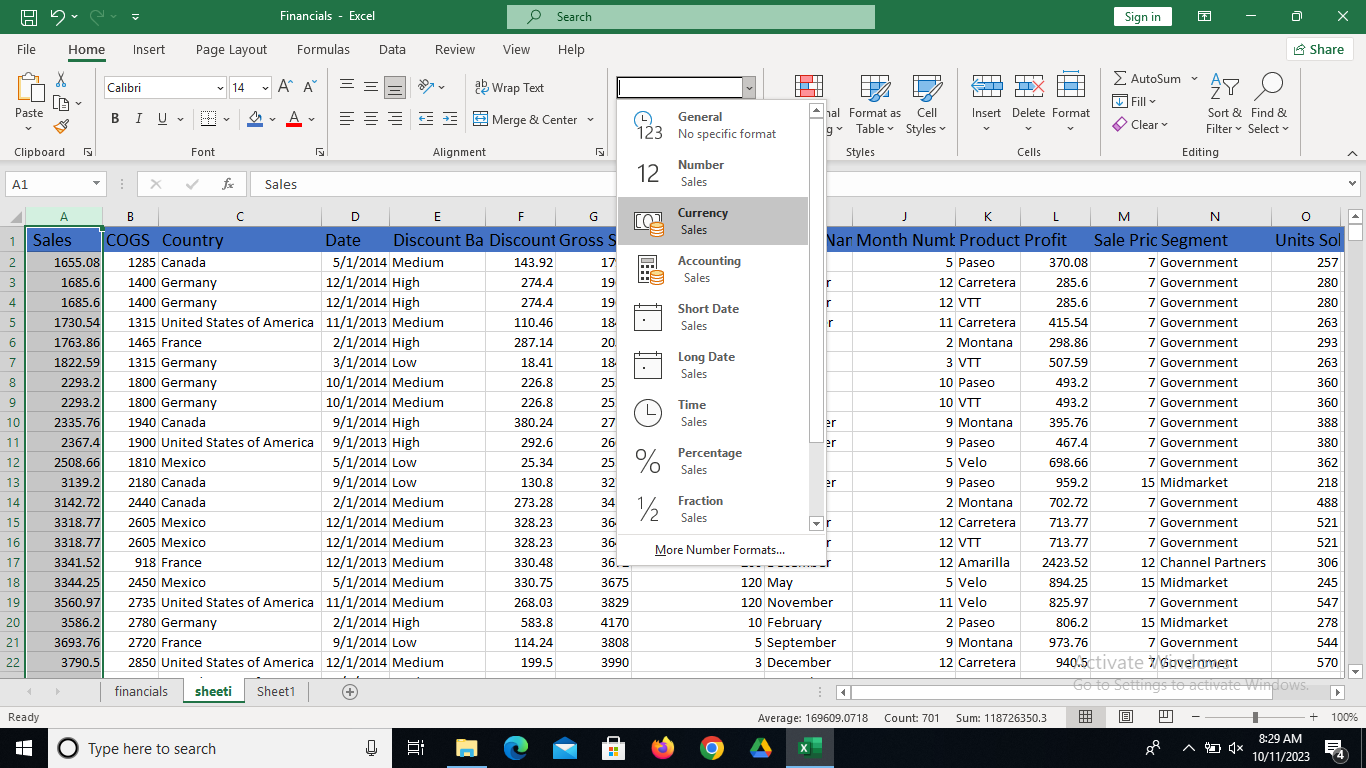 Financials - Excel
Search
Sign in
File Home Insert Page Layout Formulas Data Review View Help Share
Paste
Calibri 14
Wrap Text
AutoSum
Merge & Center
B I U
Format as Table
Cell Styles
Insert Delete Format
Fill
Clear
Sort & Filter
Find & Select
Clipboard Font Alignment Styles Cells Editing
A1 Sales
General
No specific format
Number
Sales
Currency
Sales
Accounting
Sales
Short Date
Sales
Long Date
Sales
Time
Sales
Percentage
Sales
Fraction
Sales
More Number Formats...
A B C D E F G J K L M N O
1 Sales COGS Country Date Discount Ba Discount Gross S Month Numb Product Profit Sale Pric Segment Units Sol
2 1655.08 1285 Canada 5/1/2014 Medium 143.92 5 Paseo 370.08 7 Government 257
3 1685.6 1400 Germany 12/1/2014 High 274.4 12 Carretera 285.6 7 Government 280
4 1685.6 1400 Germany 12/1/2014 High 274.4 12 VTT 285.6 7 Government 280
5 1730.54 1315 United States of America 11/1/2013 Medium 110.46 11 Carretera 415.54 7 Government 263
6 1763.86 1465 France 2/1/2014 High 287.14 2 Montana 298.86 7 Government 293
7 1822.59 1315 Germany 3/1/2014 Low 18.41 3 VTT 507.59 7 Government 263
8 2293.2 1800 Germany 10/1/2014 Medium 226.8 10 Paseo 493.2 7 Government 360
9 2293.2 1800 Germany 10/1/2014 Medium 226.8 10 VTT 493.2 7 Government 360
10 2335.76 1940 Canada 9/1/2014 High 380.24 9 Montana 395.76 7 Government 388
11 2367.4 1900 United States of America 9/1/2013 High 292.6 9 Paseo 467.4 7 Government 380
12 2508.66 1810 Mexico 5/1/2014 Low 25.34 5 Velo 698.66 7 Government 362
13 3139.2 2180 Canada 9/1/2014 Low 130.8 9 Paseo 959.2 15 Midmarket 218
14 3142.72 2440 Canada 2/1/2014 Medium 273.28 2 Montana 702.72 7 Government 488
15 3318.77 2605 Mexico 12/1/2014 Medium 328.23 12 Carretera 713.77 7 Government 521
16 3318.77 2605 Mexico 12/1/2014 Medium 328.23 12 VTT 713.77 7 Government 521
17 3341.52 918 France 12/1/2013 Medium 330.48 12 Amarilla 2423.52 12 Channel Partners 306
18 3344.25 2450 Mexico 5/1/2014 Medium 330.75 3675 120 May 5 Velo 894.25 15 Midmarket 245
19 3560.97 2735 United States of America 11/1/2014 Medium 268.03 3829 120 November 11 Velo 825.97 7 Government 547
20 3586.2 2780 Germany 2/1/2014 High 583.8 4170 10 February 2 Paseo 806.2 15 Midmarket 278
21 3693.76 2720 France 9/1/2014 Low 114.24 3808 5 September 9 Montana 973.76 7 Government 544
22 3790.5 2850 United States of America 12/1/2014 Medium 199.5 3990 3 December 12 Carretera 940.5 7 Government 570
Activate Windows
Go to Settings to activate Windows.
financials sheeti Sheet1
Ready Average: 169609.0718 Count: 701 Sum: 118726350.3 100%
Type here to search
8:29 AM
10/11/2023
4